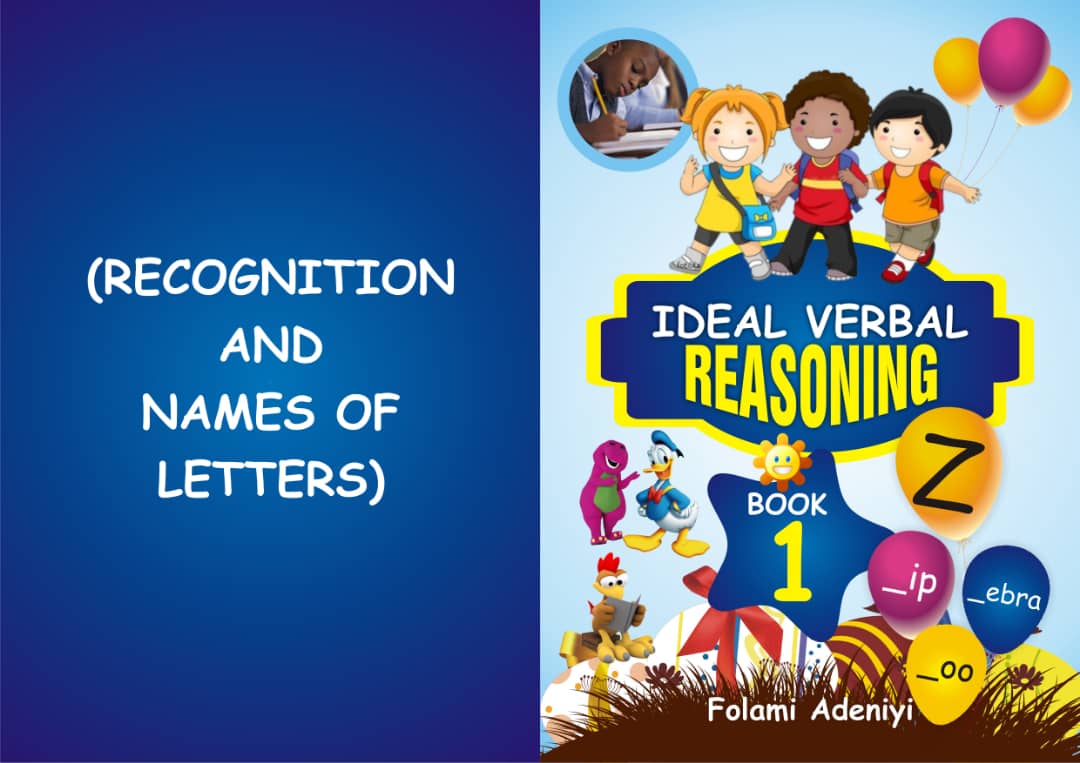 (RECOGNITION
AND
NAMES OF
LETTERS)
IDEAL VERBAL
REASONING
BOOK
1
Z
_ip
_ebra
_oo
Folami Adeniyi